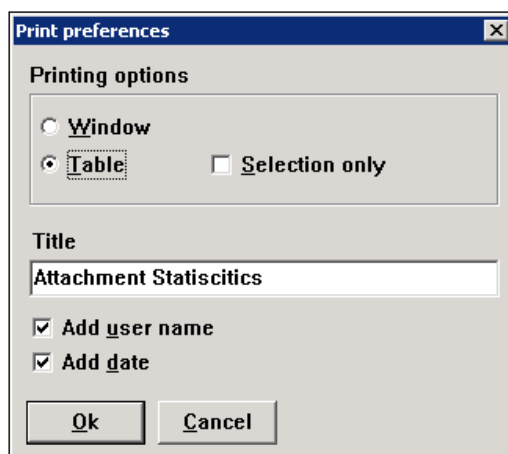 Print preferences
Printing options
Window
Table Selection only
Title
Attachment Statiscitics
Add user name
Add date
Ok Cancel